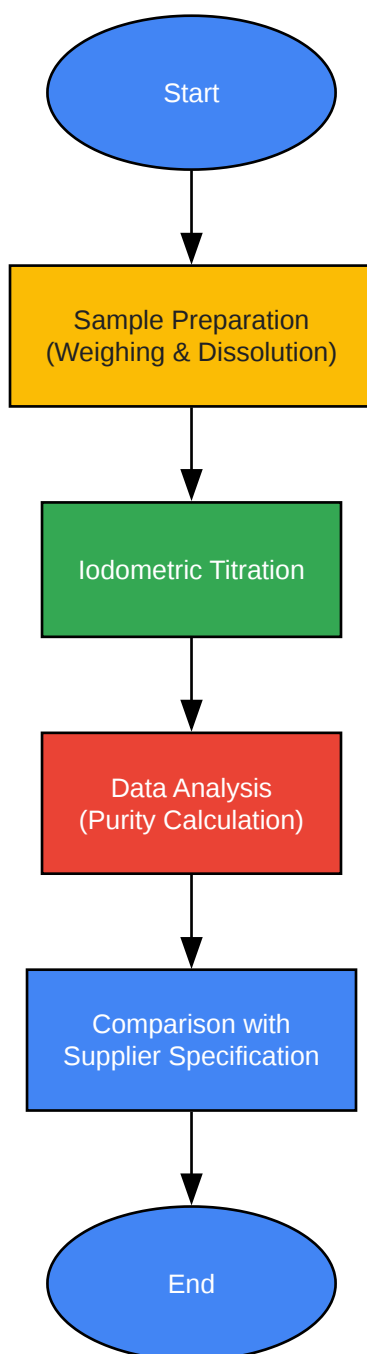 Start
Sample Preparation
(Weighing & Dissolution)
Iodometric Titration
Data Analysis
(Purity Calculation)
Comparison with
Supplier Specification
End